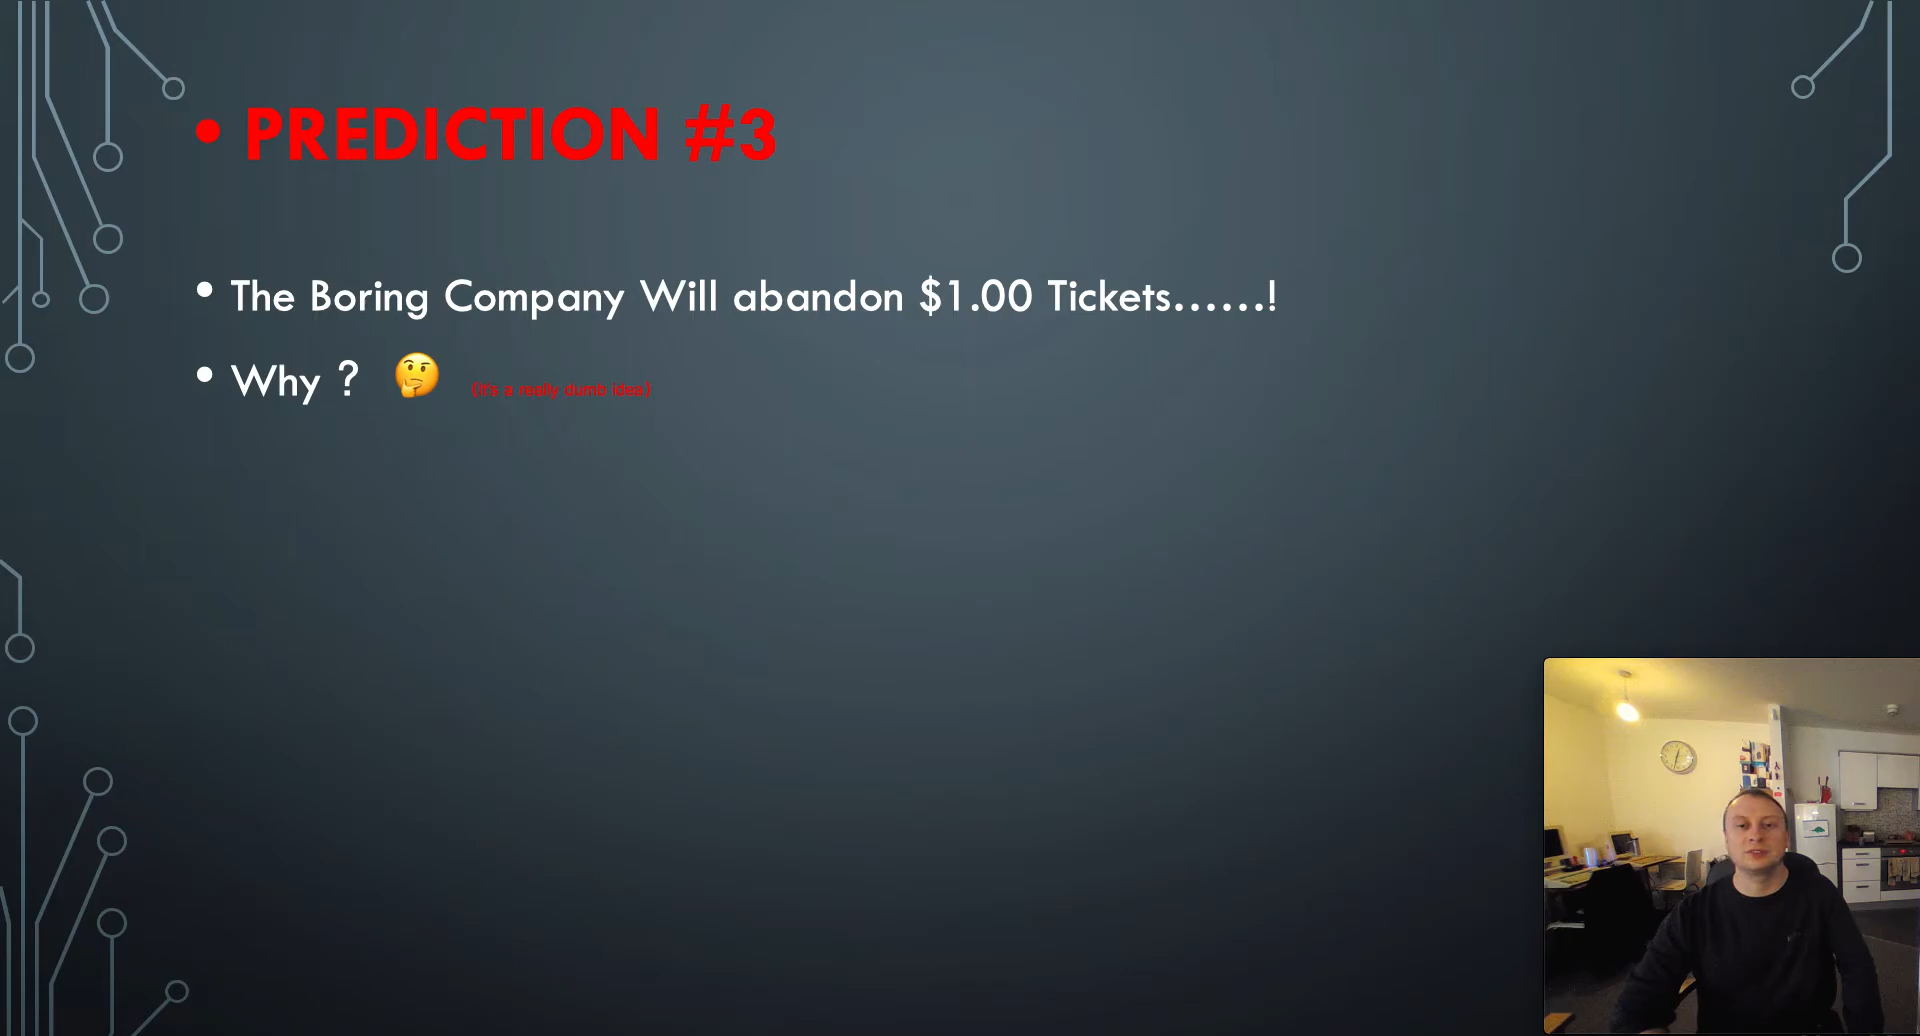 • PREDICTION #3
• The Boring Company Will abandon $1.00 Tickets......!
• Why ? 🤔 (It's a really dumb idea)